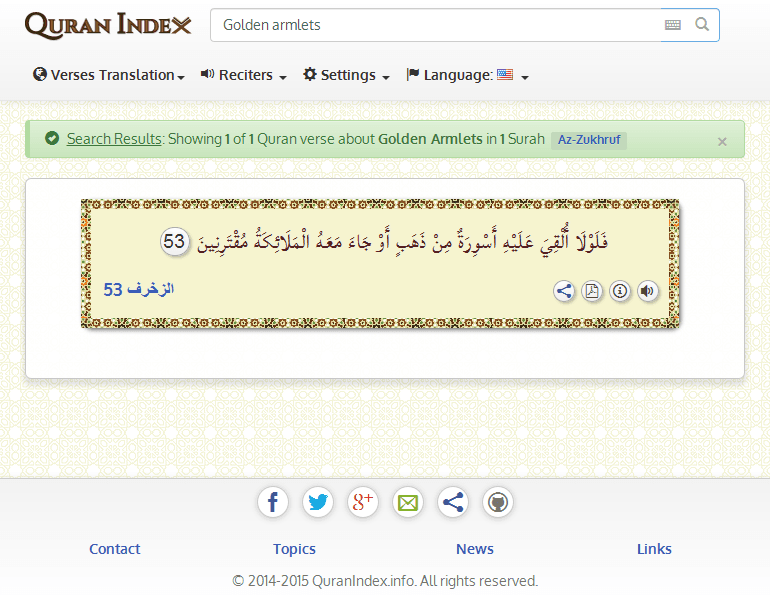 QURAN INDEX
Golden armlets
Verses Translation
Reciters
Settings
Language:
Search Results: Showing 1 of 1 Quran verse about Golden Armlets in 1 Surah Az-Zukhruf ×
فَلَوْلَا أُلْقِيَ عَلَيْهِ أَسْوِرَةٌ مِنْ ذَهَبٍ أَوْ جَاءَ مَعَهُ الْمَلَائِكَةُ مُقْتَرِنِينَ 53
الزخرف 53
Contact
Topics
News
Links
© 2014-2015 QuranIndex.info. All rights reserved.